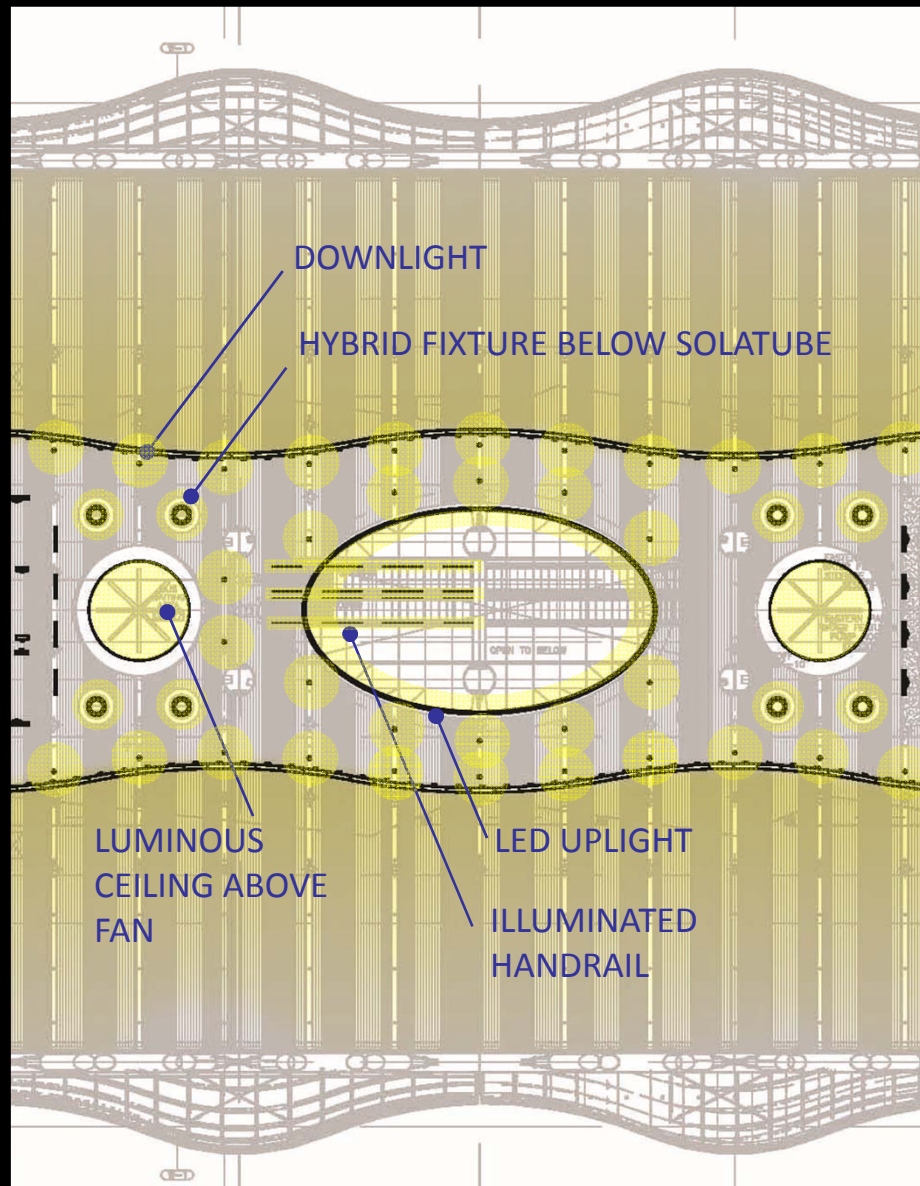 DOWNLIGHT
HYBRID FIXTURE BELOW SOLATUBE
OPEN TO BELOW
LUMINOUS
CEILING ABOVE
FAN
LED UPLIGHT
ILLUMINATED
HANDRAIL